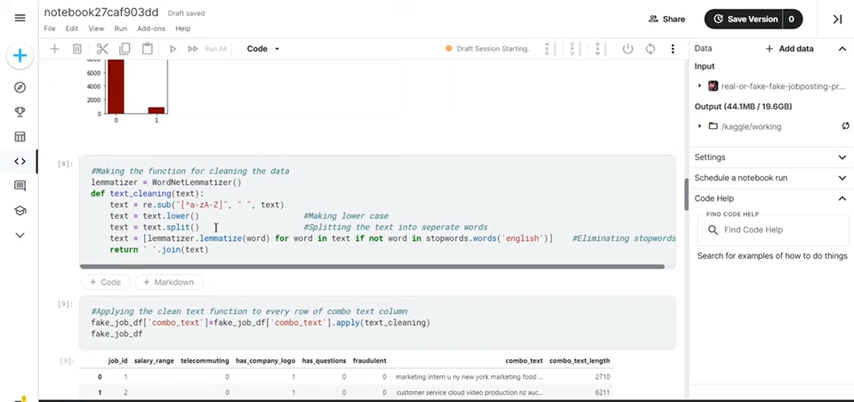 notebook27caf903dd Draft saved
File Edit View Run Add-ons Help
Share
Save Version 0
Run All Code Draft Session Starting.
Data + Add data
Input
real-or-fake-fake-jobposting-pr...
Output (44.1MB / 19.6GB)
/kaggle/working
Settings
Schedule a notebook run
Code Help
FIND CODE HELP
Find Code Help
Search for examples of how to do things
8000
6000
4000
2000
0
0 1
[8]:
#Making the function for cleaning the data
lemmatizer = WordNetLemmatizer()
def text_cleaning(text):
text = re.sub("[^a-zA-Z]", " ", text)
text = text.lower() #Making lower case
text = text.split() #Splitting the text into seperate words
text = [lemmatizer.lemmatize(word) for word in text if not word in stopwords.words('english')] #Eliminating stopwords
return ' '.join(text)
+ Code + Markdown
[9]:
#Applying the clean text function to every row of combo text column
fake_job_df['combo_text']=fake_job_df['combo_text'].apply(text_cleaning)
fake_job_df
[9]:
job_id salary_range telecommuting has_company_logo has_questions fraudulent combo_text combo_text_length
0 1 0 1 0 0 marketing intern u ny new york marketing food ... 2710
1 2 0 1 0 0 customer service cloud video production nz auc... 6211